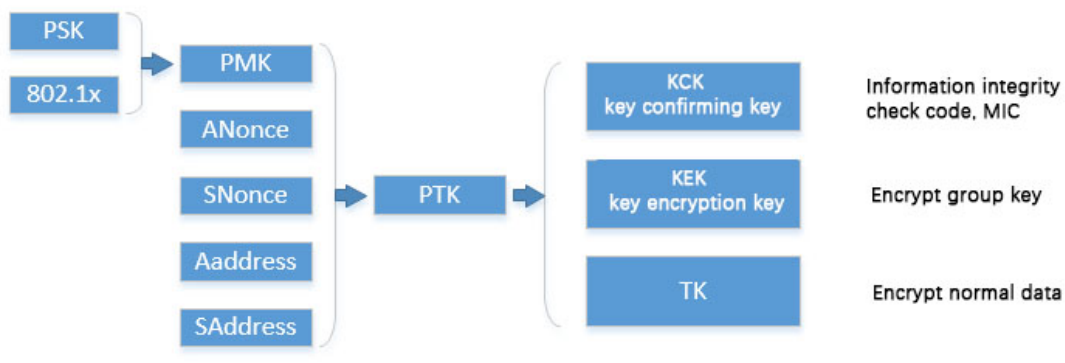 PSK
802.1x
PMK
ANonce
SNonce
Aaddress
SAddress
PTK
KCK
key confirming key
KEK
key encryption key
TK
Information integrity
check code, MIC
Encrypt group key
Encrypt normal data